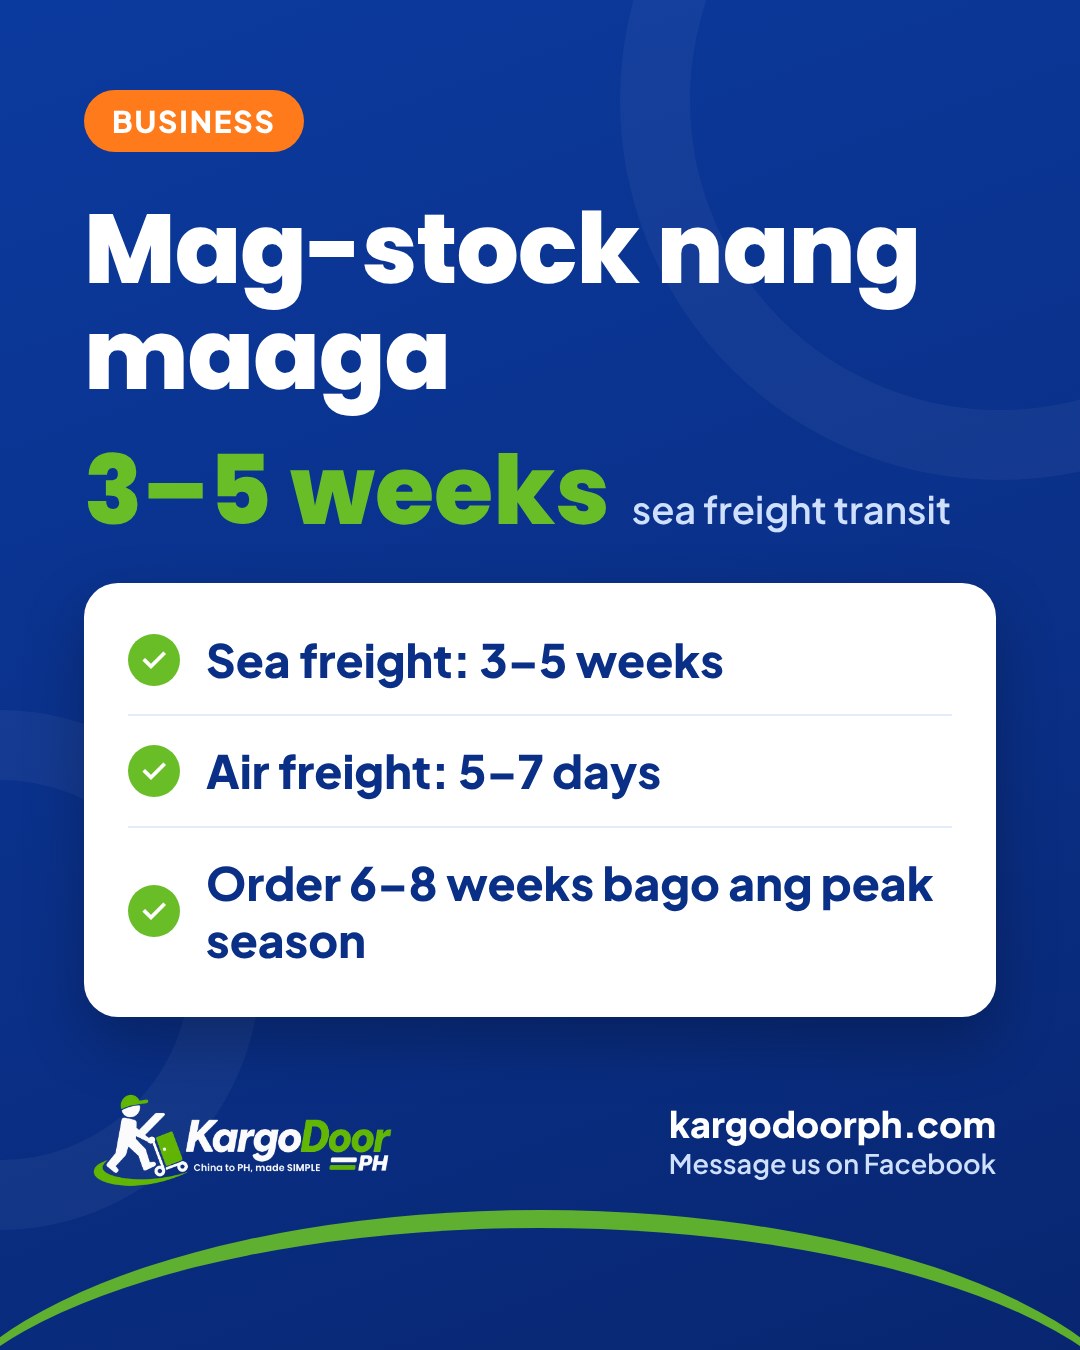 BUSINESS
Mag-stock nang
maaga
3–5 weeks sea freight transit
Sea freight: 3–5 weeks
Air freight: 5–7 days
Order 6–8 weeks bago ang peak
season
KargoDoor
China to PH, made SIMPLE PH
kargodoorph.com
Message us on Facebook